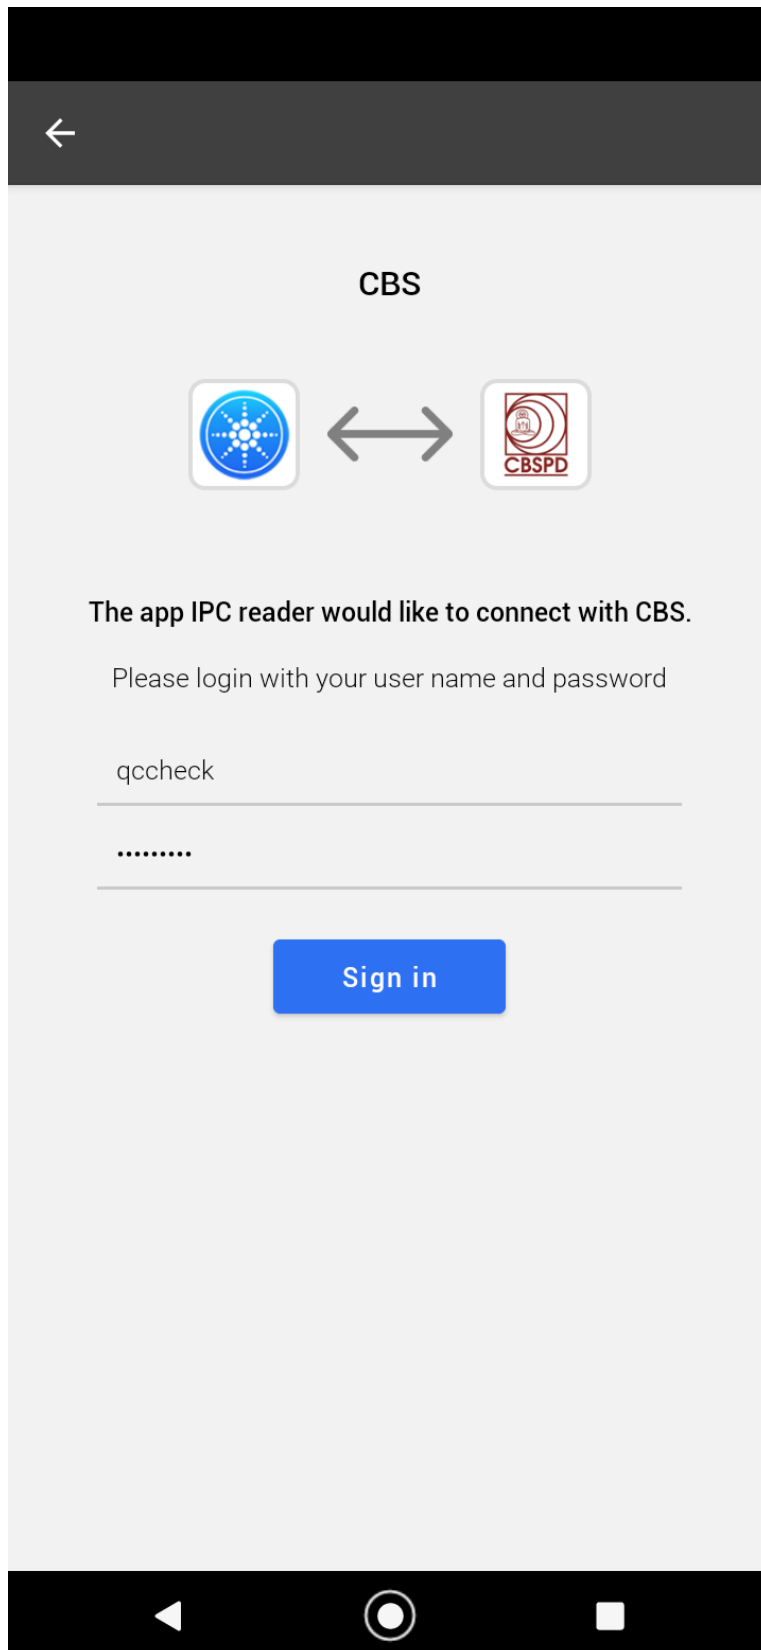 CBS
CBSPD
The app IPC reader would like to connect with CBS.
Please login with your user name and password
qccheck
•••••••••
Sign in